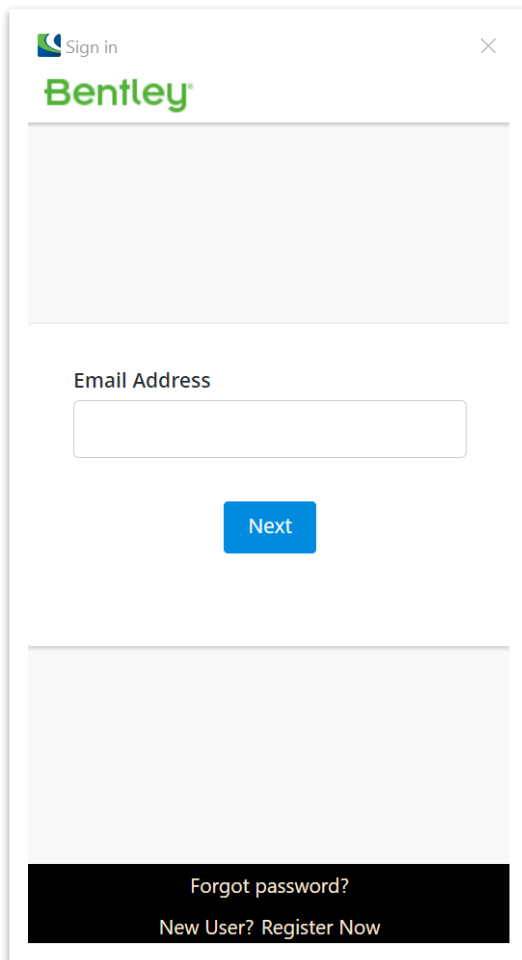 Sign in
Bentley®
Email Address
Next
Forgot password?
New User? Register Now